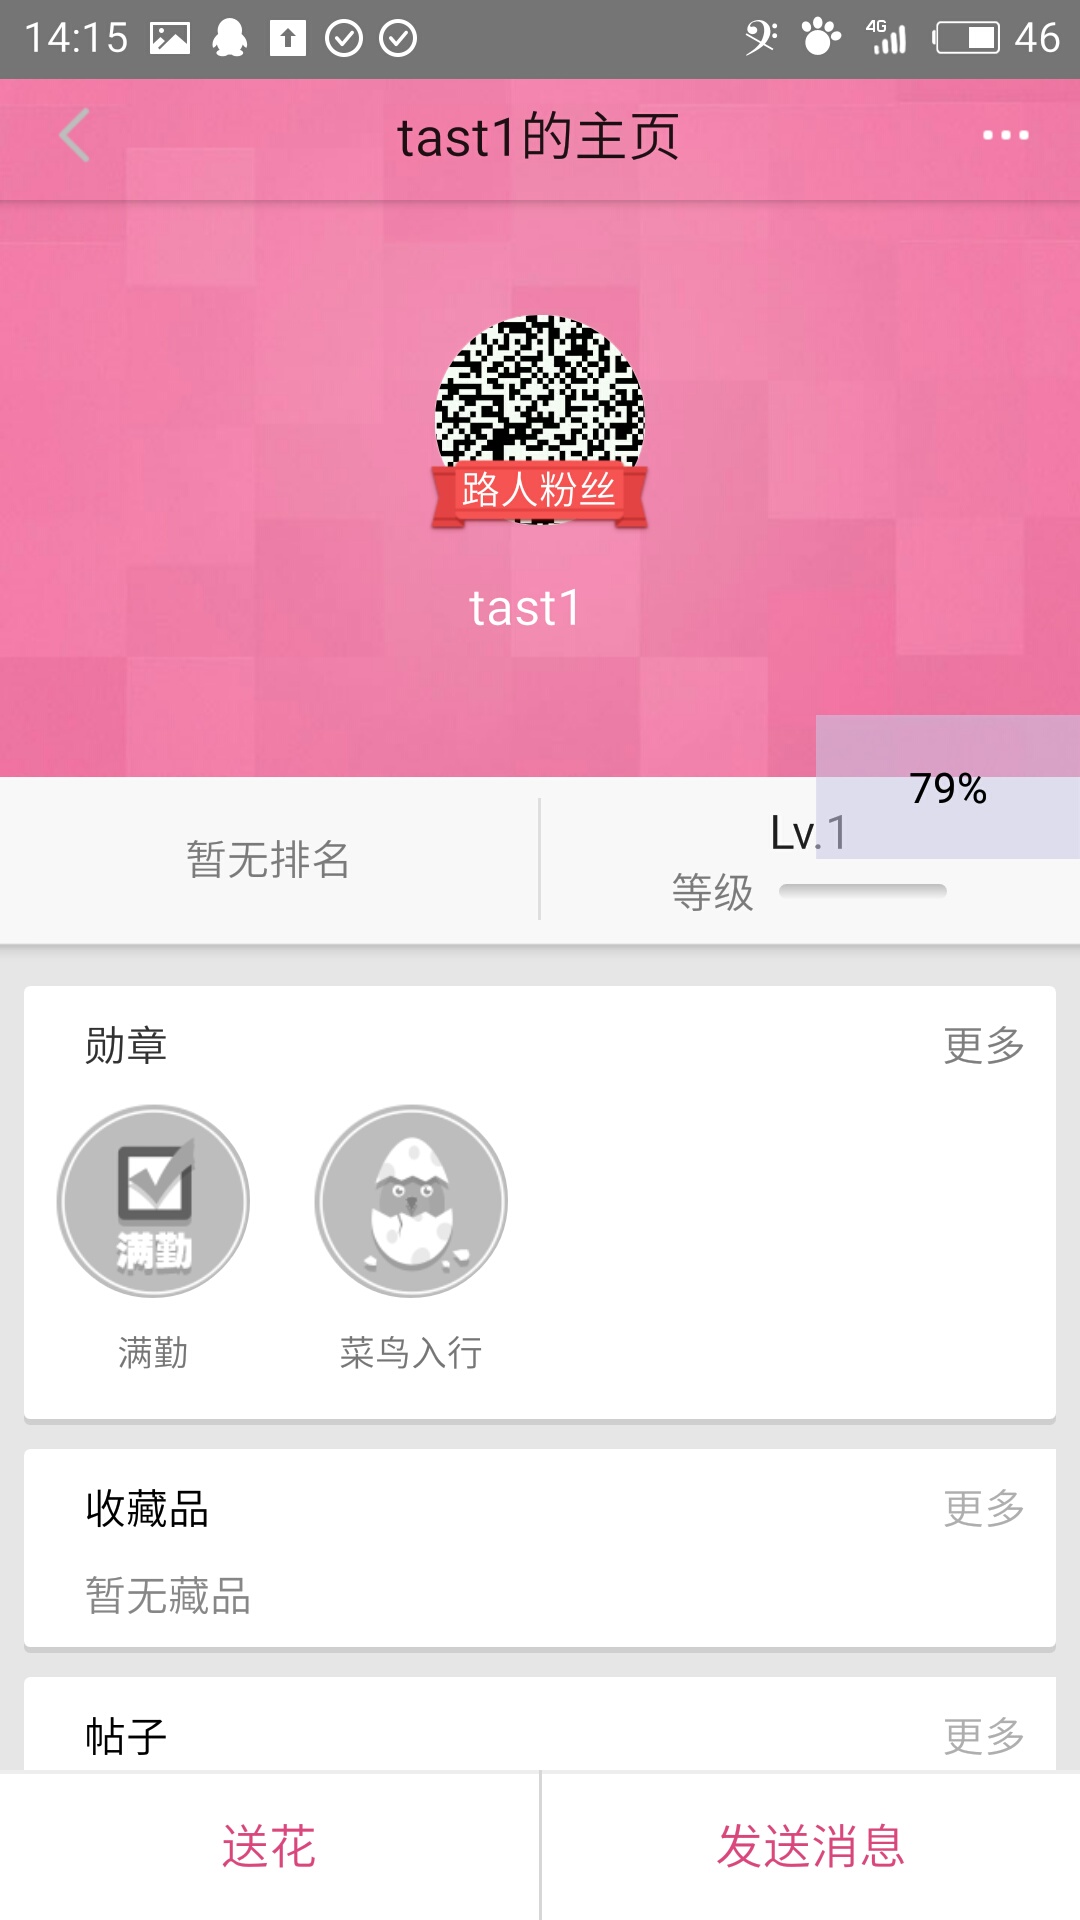 14:15
4G
46
tast1的主页
路人粉丝
tast1
79%
暂无排名
Lv.1
等级
勋章
更多
满勤
满勤
菜鸟入行
收藏品
更多
暂无藏品
帖子
更多
送花
发送消息